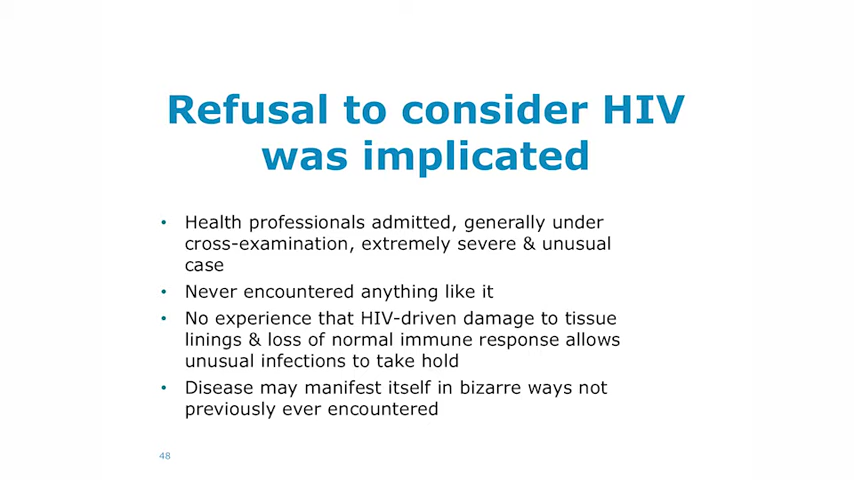 Refusal to consider HIV
was implicated
• Health professionals admitted, generally under
cross-examination, extremely severe & unusual
case
• Never encountered anything like it
• No experience that HIV-driven damage to tissue
linings & loss of normal immune response allows
unusual infections to take hold
• Disease may manifest itself in bizarre ways not
previously ever encountered
48